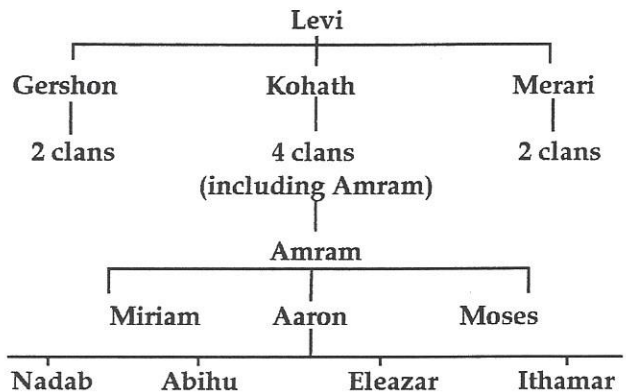 Levi
Gershon Kohath Merari
2 clans 4 clans 2 clans
(including Amram)
Amram
Miriam Aaron Moses
Nadab Abihu Eleazar Ithamar